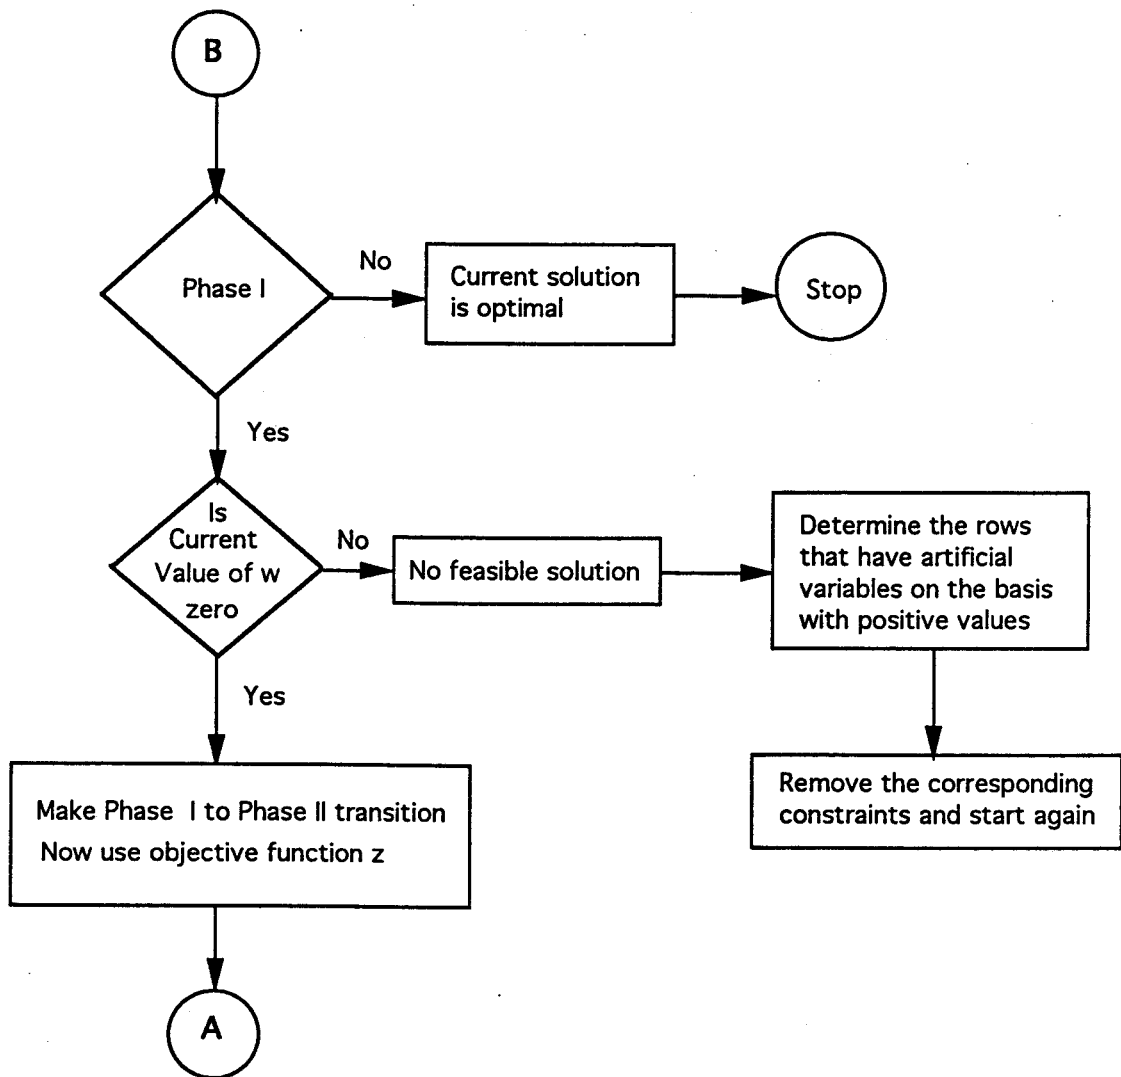 B
Phase I
No
Current solution
is optimal
Stop
Yes
Is
Current
Value of w
zero
No
No feasible solution
Determine the rows
that have artificial
variables on the basis
with positive values
Yes
Make Phase I to Phase II transition
Now use objective function z
Remove the corresponding
constraints and start again
A